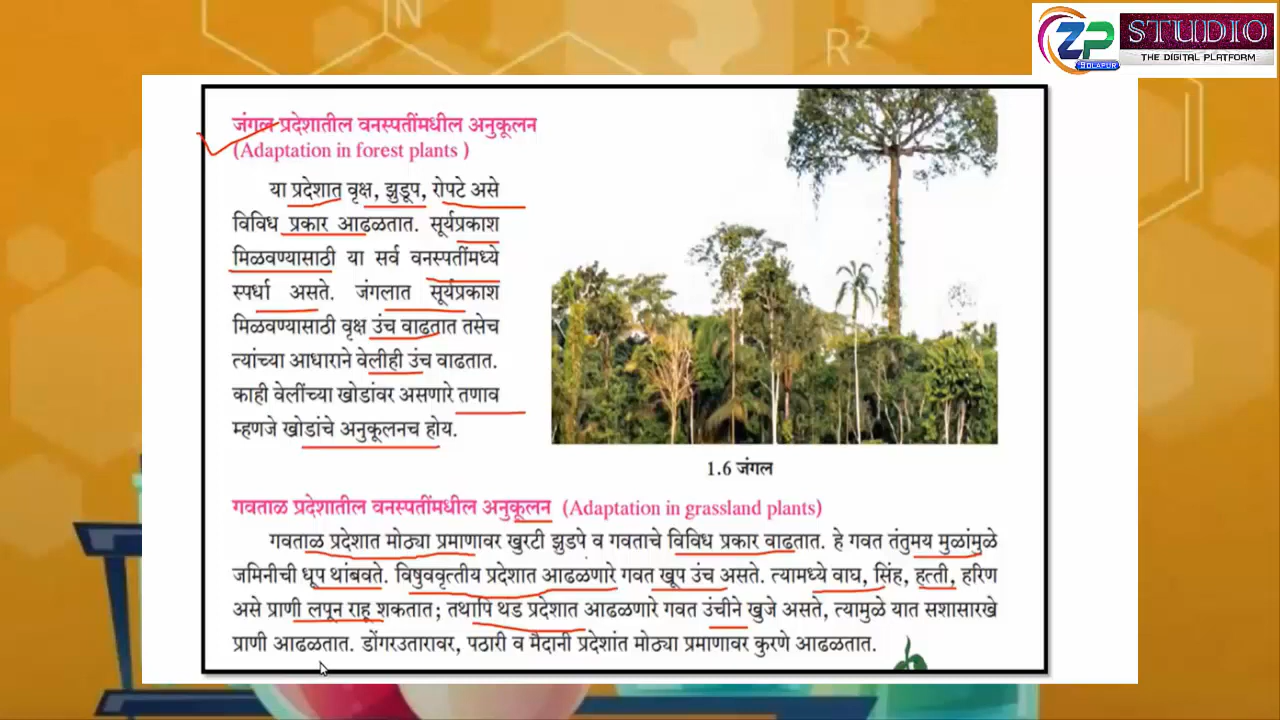 N
R²
ZP
SOLAPUR
STUDIO
THE DIGITAL PLATFORM
जंगल प्रदेशातील वनस्पतींमधील अनुकूलन
(Adaptation in forest plants )
या प्रदेशात वृक्ष, झुडूप, रोपटे असे
विविध प्रकार आढळतात. सूर्यप्रकाश
मिळवण्यासाठी या सर्व वनस्पतींमध्ये
स्पर्धा असते. जंगलात सूर्यप्रकाश
मिळवण्यासाठी वृक्ष उंच वाढतात तसेच
त्यांच्या आधाराने वेलीही उंच वाढतात.
काही वेलींच्या खोडांवर असणारे तणाव
म्हणजे खोडांचे अनुकूलनच होय.
1.6 जंगल
गवताळ प्रदेशातील वनस्पतींमधील अनुकूलन (Adaptation in grassland plants)
गवताळ प्रदेशात मोठ्या प्रमाणावर खुरटी झुडपे व गवताचे विविध प्रकार वाढतात. हे गवत तंतुमय मुळांमुळे
जमिनीची धूप थांबवते. विषुववृत्तीय प्रदेशात आढळणारे गवत खूप उंच असते. त्यामध्ये वाघ, सिंह, हत्ती, हरिण
असे प्राणी लपून राहू शकतात; तथापि थंड प्रदेशात आढळणारे गवत उंचीने खुजे असते, त्यामुळे यात सशासारखे
प्राणी आढळतात. डोंगरउतारावर, पठारी व मैदानी प्रदेशांत मोठ्या प्रमाणावर कुरणे आढळतात.